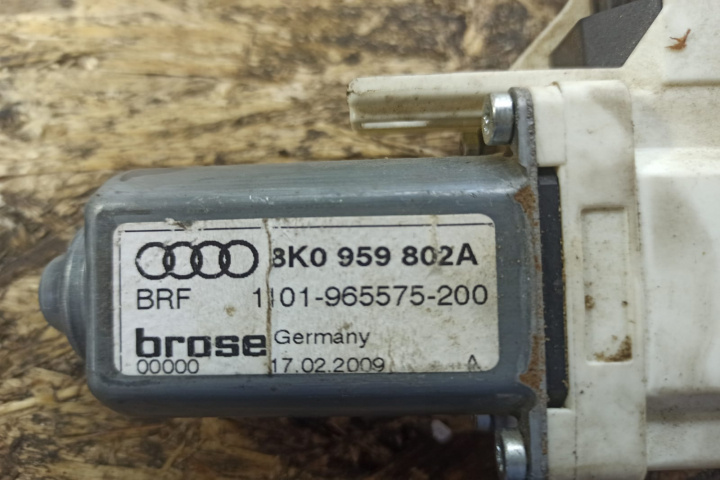 8K0 959 802A
BRF 1101-965575-200
brose Germany
00000 17.02.2009 A